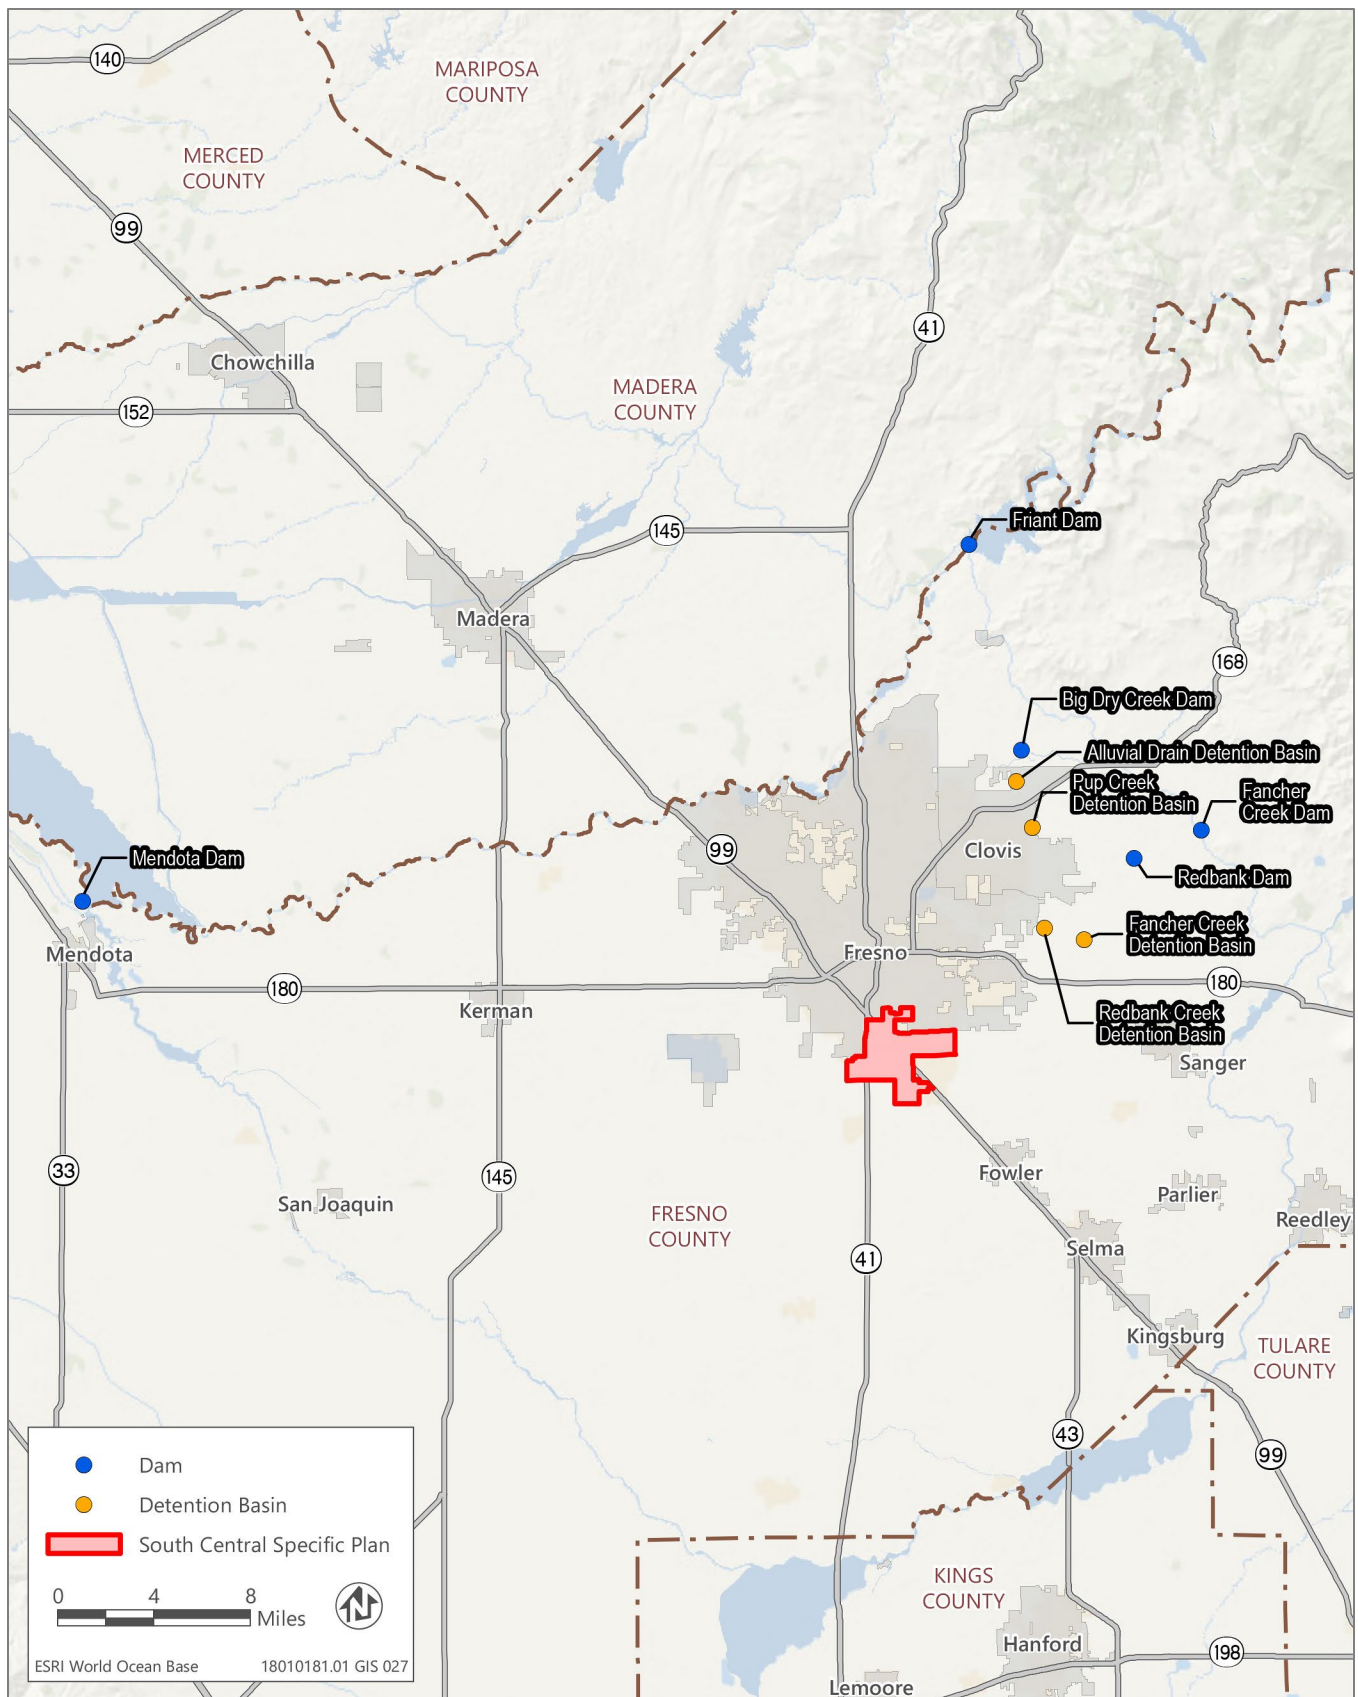 140
MARIPOSA
COUNTY
MERCED
COUNTY
99
41
Chowchilla
MADERA
COUNTY
152
Friant Dam
145
Madera
168
Big Dry Creek Dam
Alluvial Drain Detention Basin
Pup Creek
Detention Basin
Fancher
Creek Dam
99
Clovis
Mendota Dam
Redbank Dam
Fancher Creek
Detention Basin
Mendota
Fresno
180
180
Kerman
Redbank Creek
Detention Basin
Sanger
33
145
Fowler
San Joaquin
Parlier
FRESNO
COUNTY
Reedley
Selma
41
Kingsburg
TULARE
COUNTY
43
99
Dam
Detention Basin
South Central Specific Plan
0 4 8
Miles
N
ESRI World Ocean Base 18010181.01 GIS 027
KINGS
COUNTY
Hanford
198
Lemoore